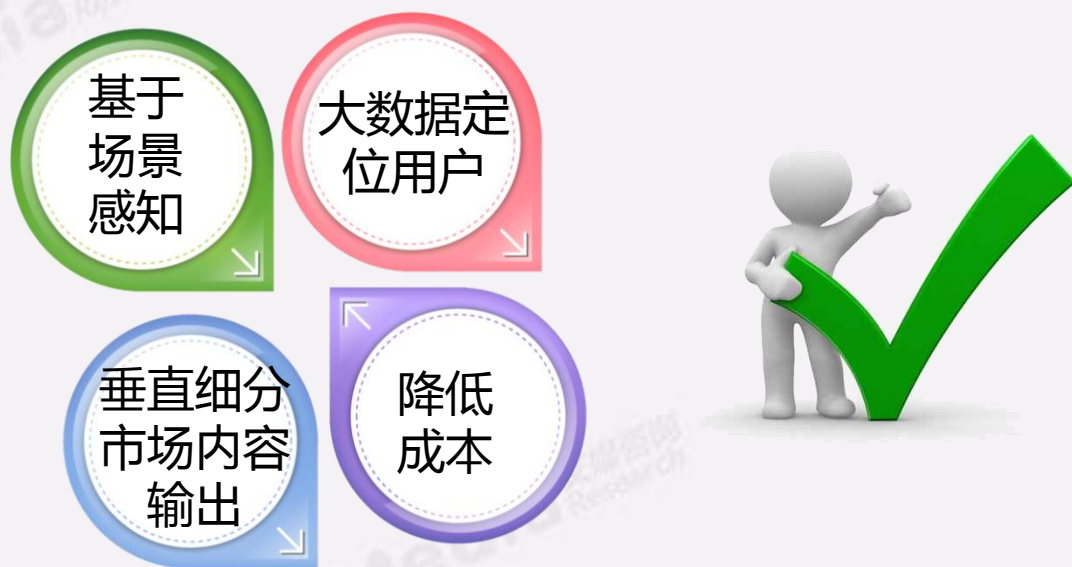 基于
场景
感知
大数据定
位用户
垂直细分
市场内容
输出
降低
成本